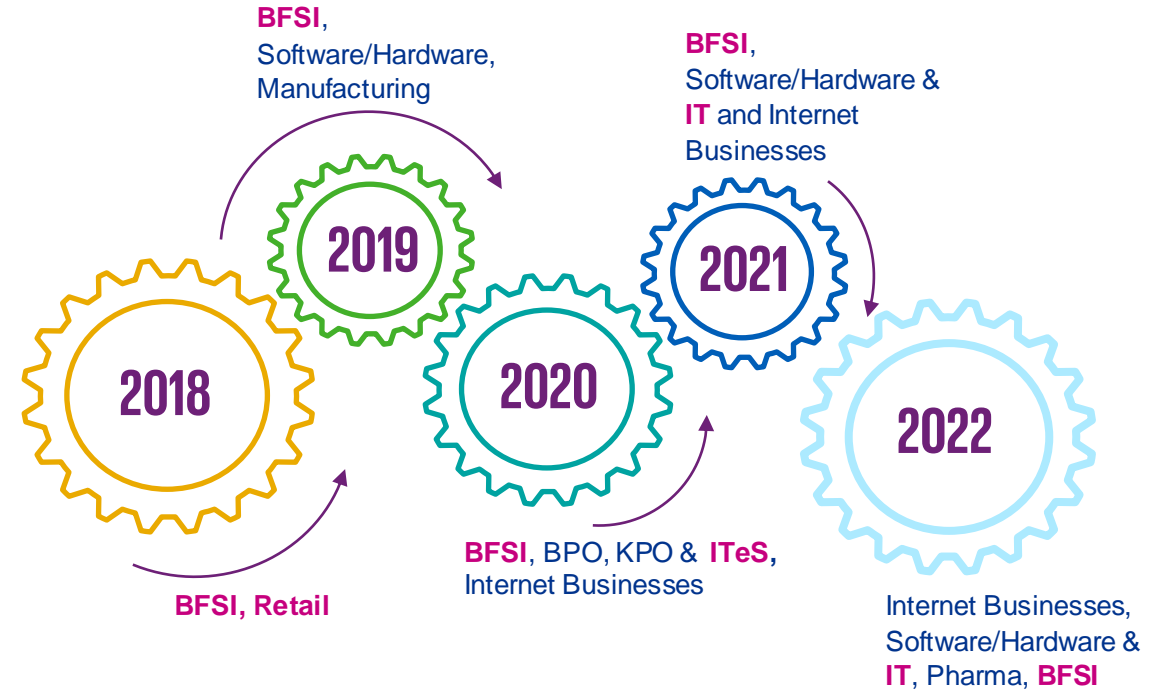 BFSI,
Software/Hardware,
Manufacturing
BFSI,
Software/Hardware &
IT and Internet
Businesses
2019
2021
2018
2020
2022
BFSI, BPO, KPO & ITeS,
Internet Businesses
BFSI, Retail
Internet Businesses,
Software/Hardware &
IT, Pharma, BFSI